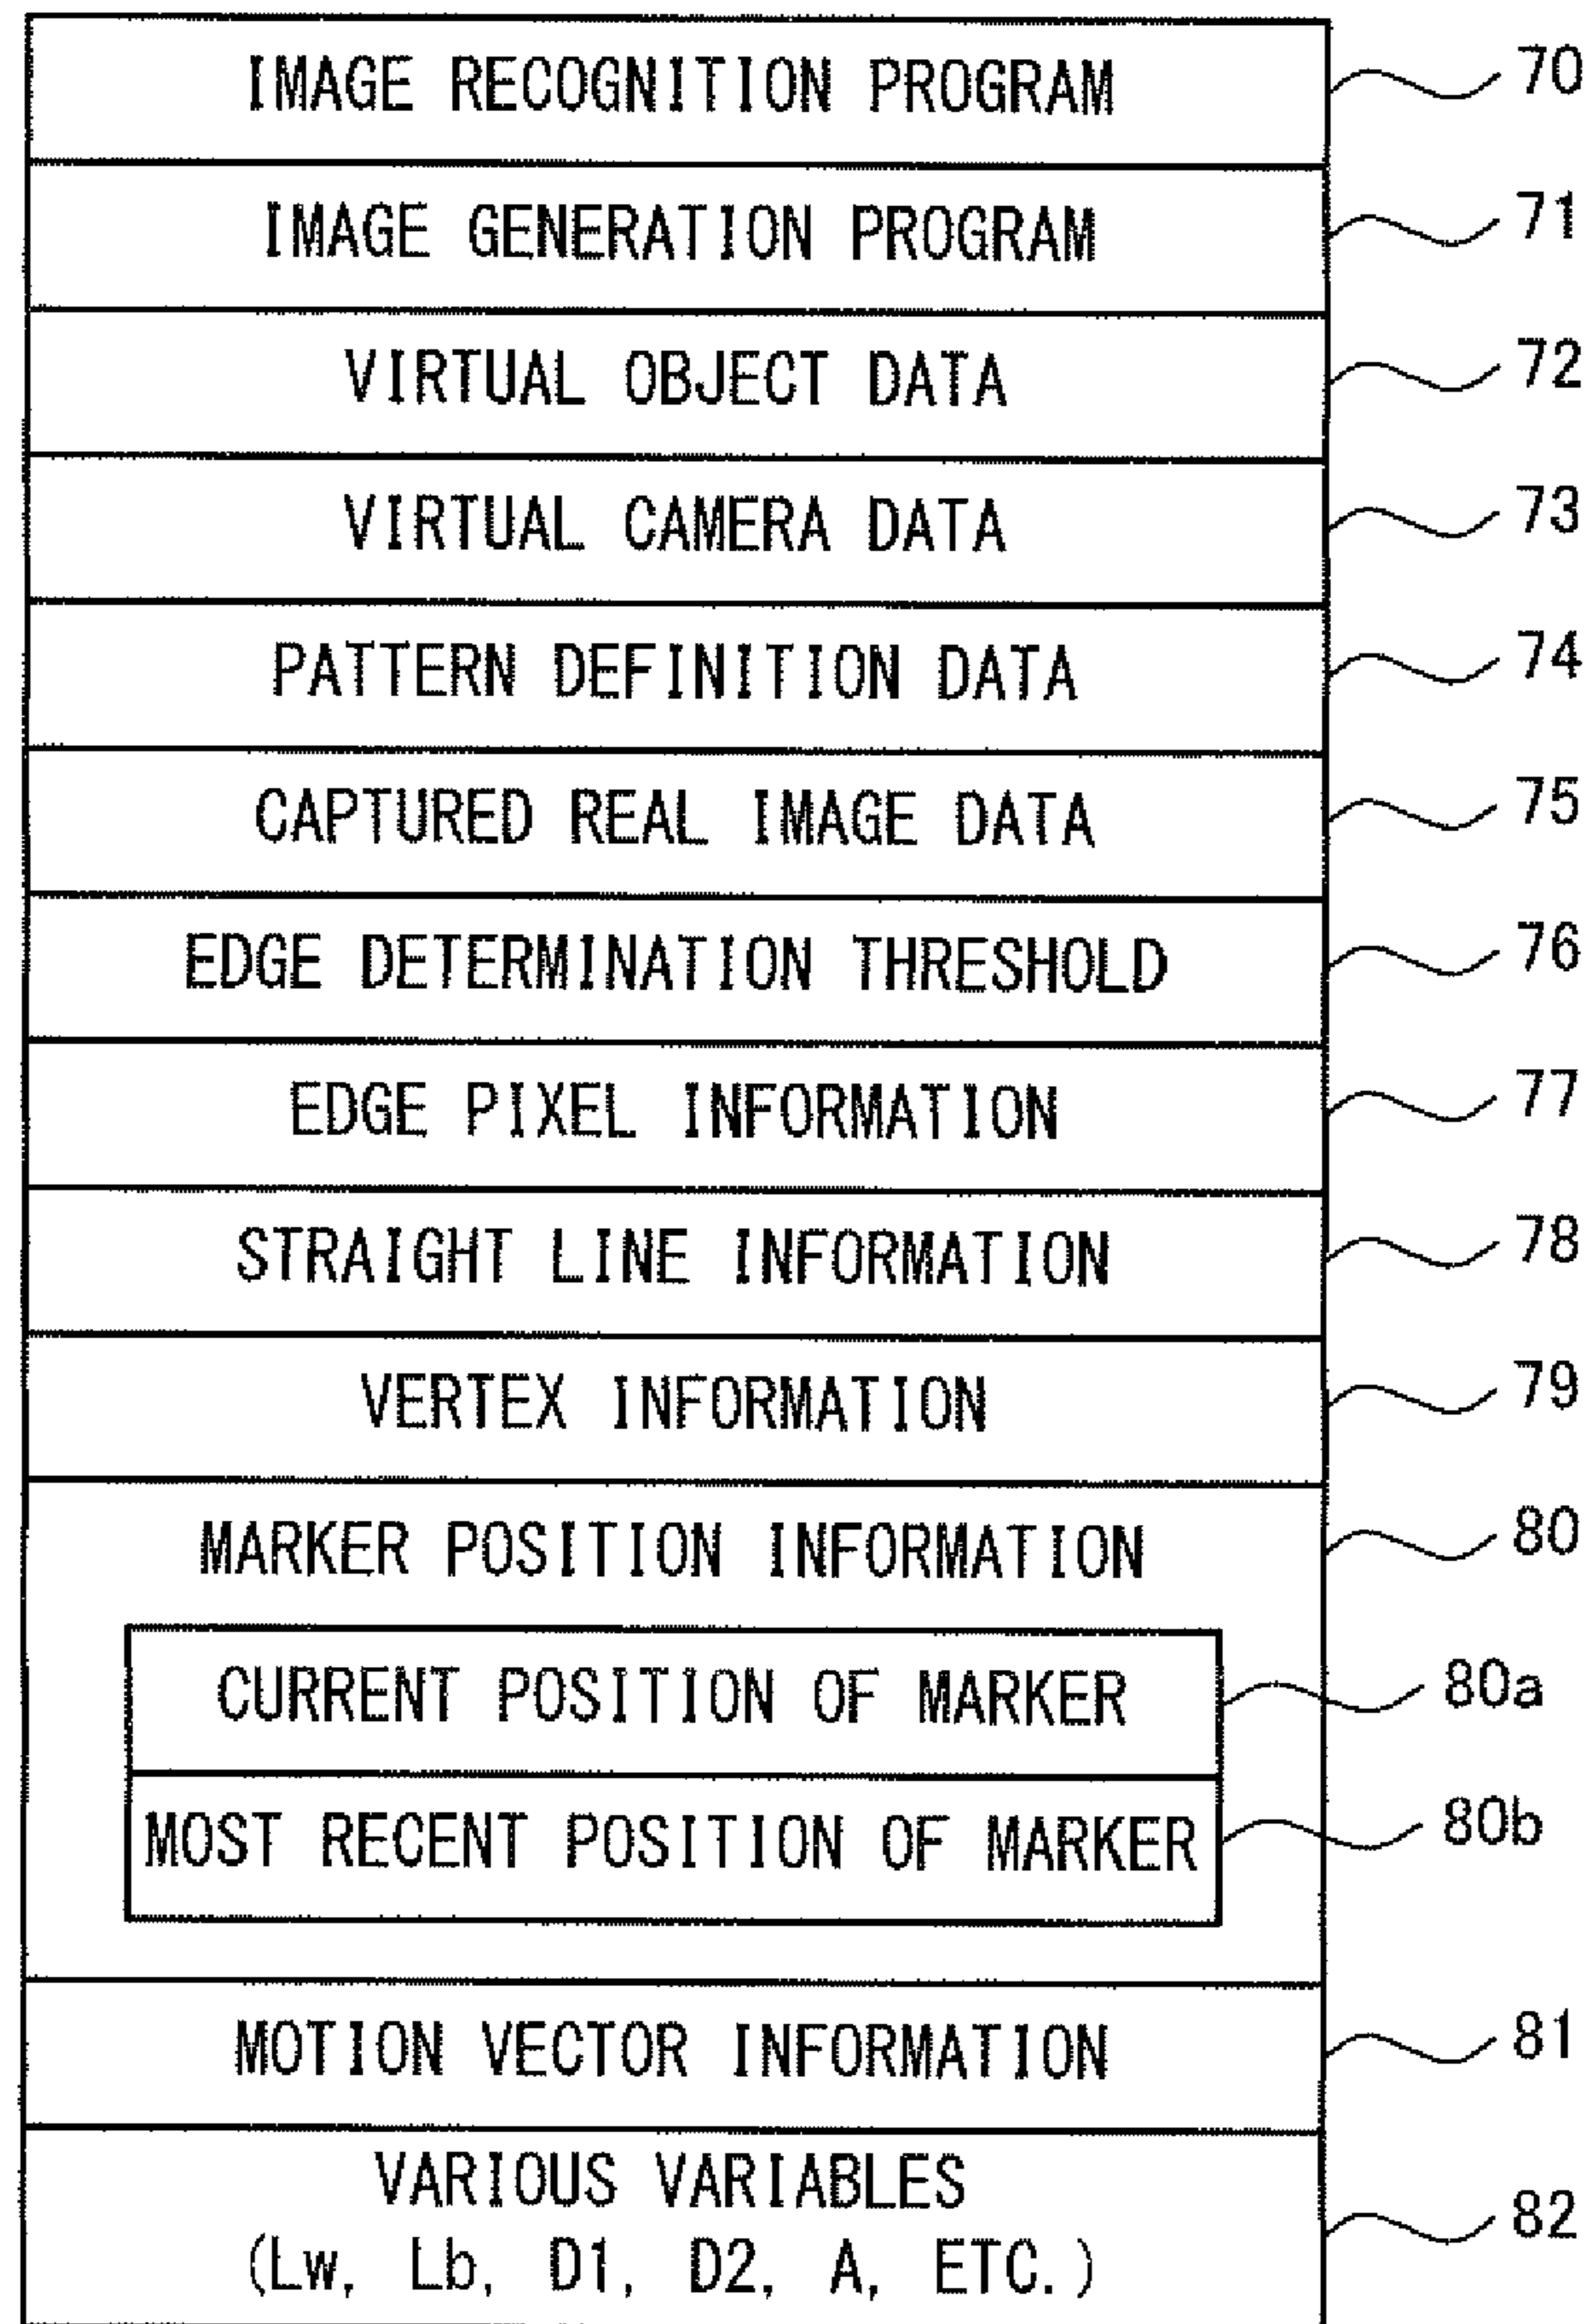 IMAGE RECOGNITION PROGRAM 70
IMAGE GENERATION PROGRAM 71
VIRTUAL OBJECT DATA 72
VIRTUAL CAMERA DATA 73
PATTERN DEFINITION DATA 74
CAPTURED REAL IMAGE DATA 75
EDGE DETERMINATION THRESHOLD 76
EDGE PIXEL INFORMATION 77
STRAIGHT LINE INFORMATION 78
VERTEX INFORMATION 79
MARKER POSITION INFORMATION 80
CURRENT POSITION OF MARKER 80a
MOST RECENT POSITION OF MARKER 80b
MOTION VECTOR INFORMATION 81
VARIOUS VARIABLES
(Lw, Lb, D1, D2, A, ETC.) 82